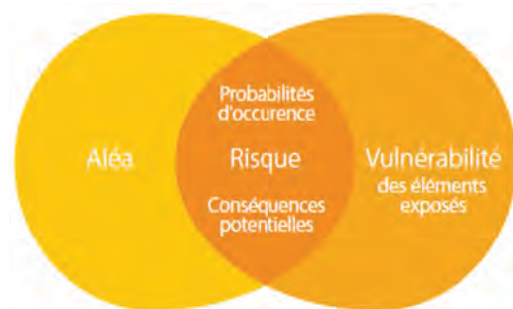 Aléa
Probabilités
d'occurence
Risque
Conséquences
potentielles
Vulnérabilité
des éléments
exposés